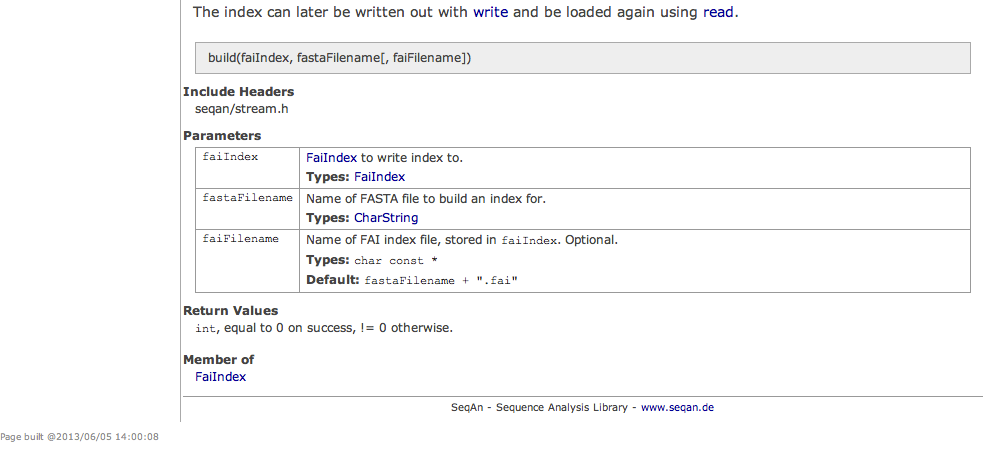 The index can later be written out with write and be loaded again using read.
build(faiIndex, fastaFilename[, faiFilename])
Include Headers
seqan/stream.h
Parameters
faiIndex
FaiIndex to write index to.
Types: FaiIndex
fastaFilename
Name of FASTA file to build an index for.
Types: CharString
faiFilename
Name of FAI index file, stored in faiIndex. Optional.
Types: char const *
Default: fastaFilename + ".fai"
Return Values
int, equal to 0 on success, != 0 otherwise.
Member of
FaiIndex
SeqAn - Sequence Analysis Library - www.seqan.de
Page built @2013/06/05 14:00:08